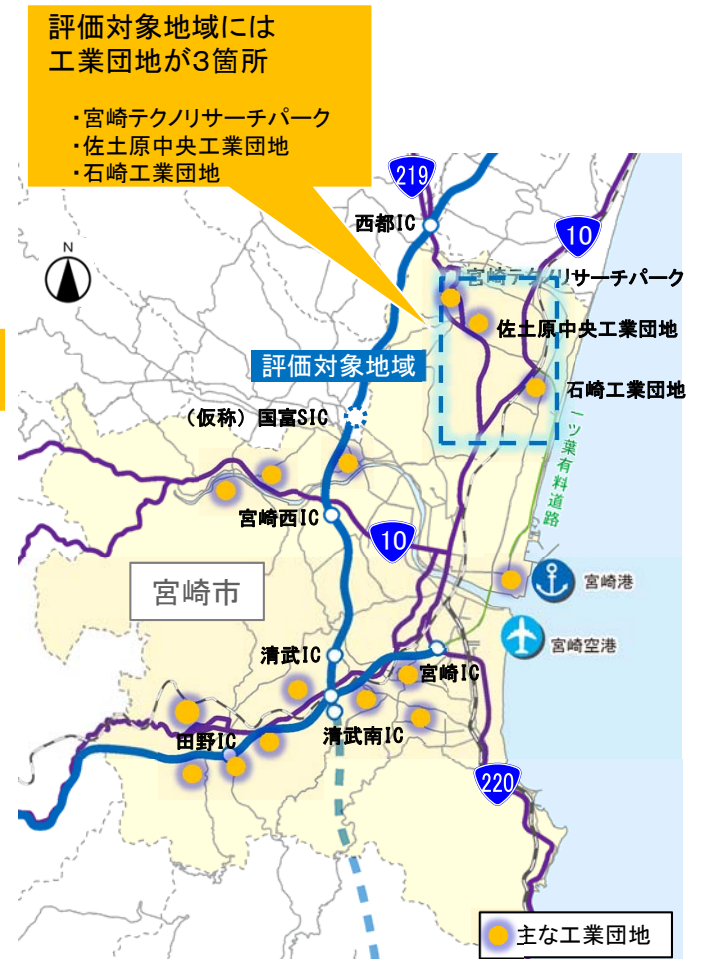 評価対象地域には
工業団地が3箇所
・宮崎テクノリサーチパーク
・佐土原中央工業団地
・石崎工業団地
219
西都IC
10
N
宮崎テクノリサーチパーク
佐土原中央工業団地
評価対象地域
石崎工業団地
(仮称) 国富SIC
一ツ葉有料道路
宮崎西IC
10
宮崎市
宮崎港
宮崎空港
清武IC
宮崎IC
田野IC
清武南IC
220
主な工業団地